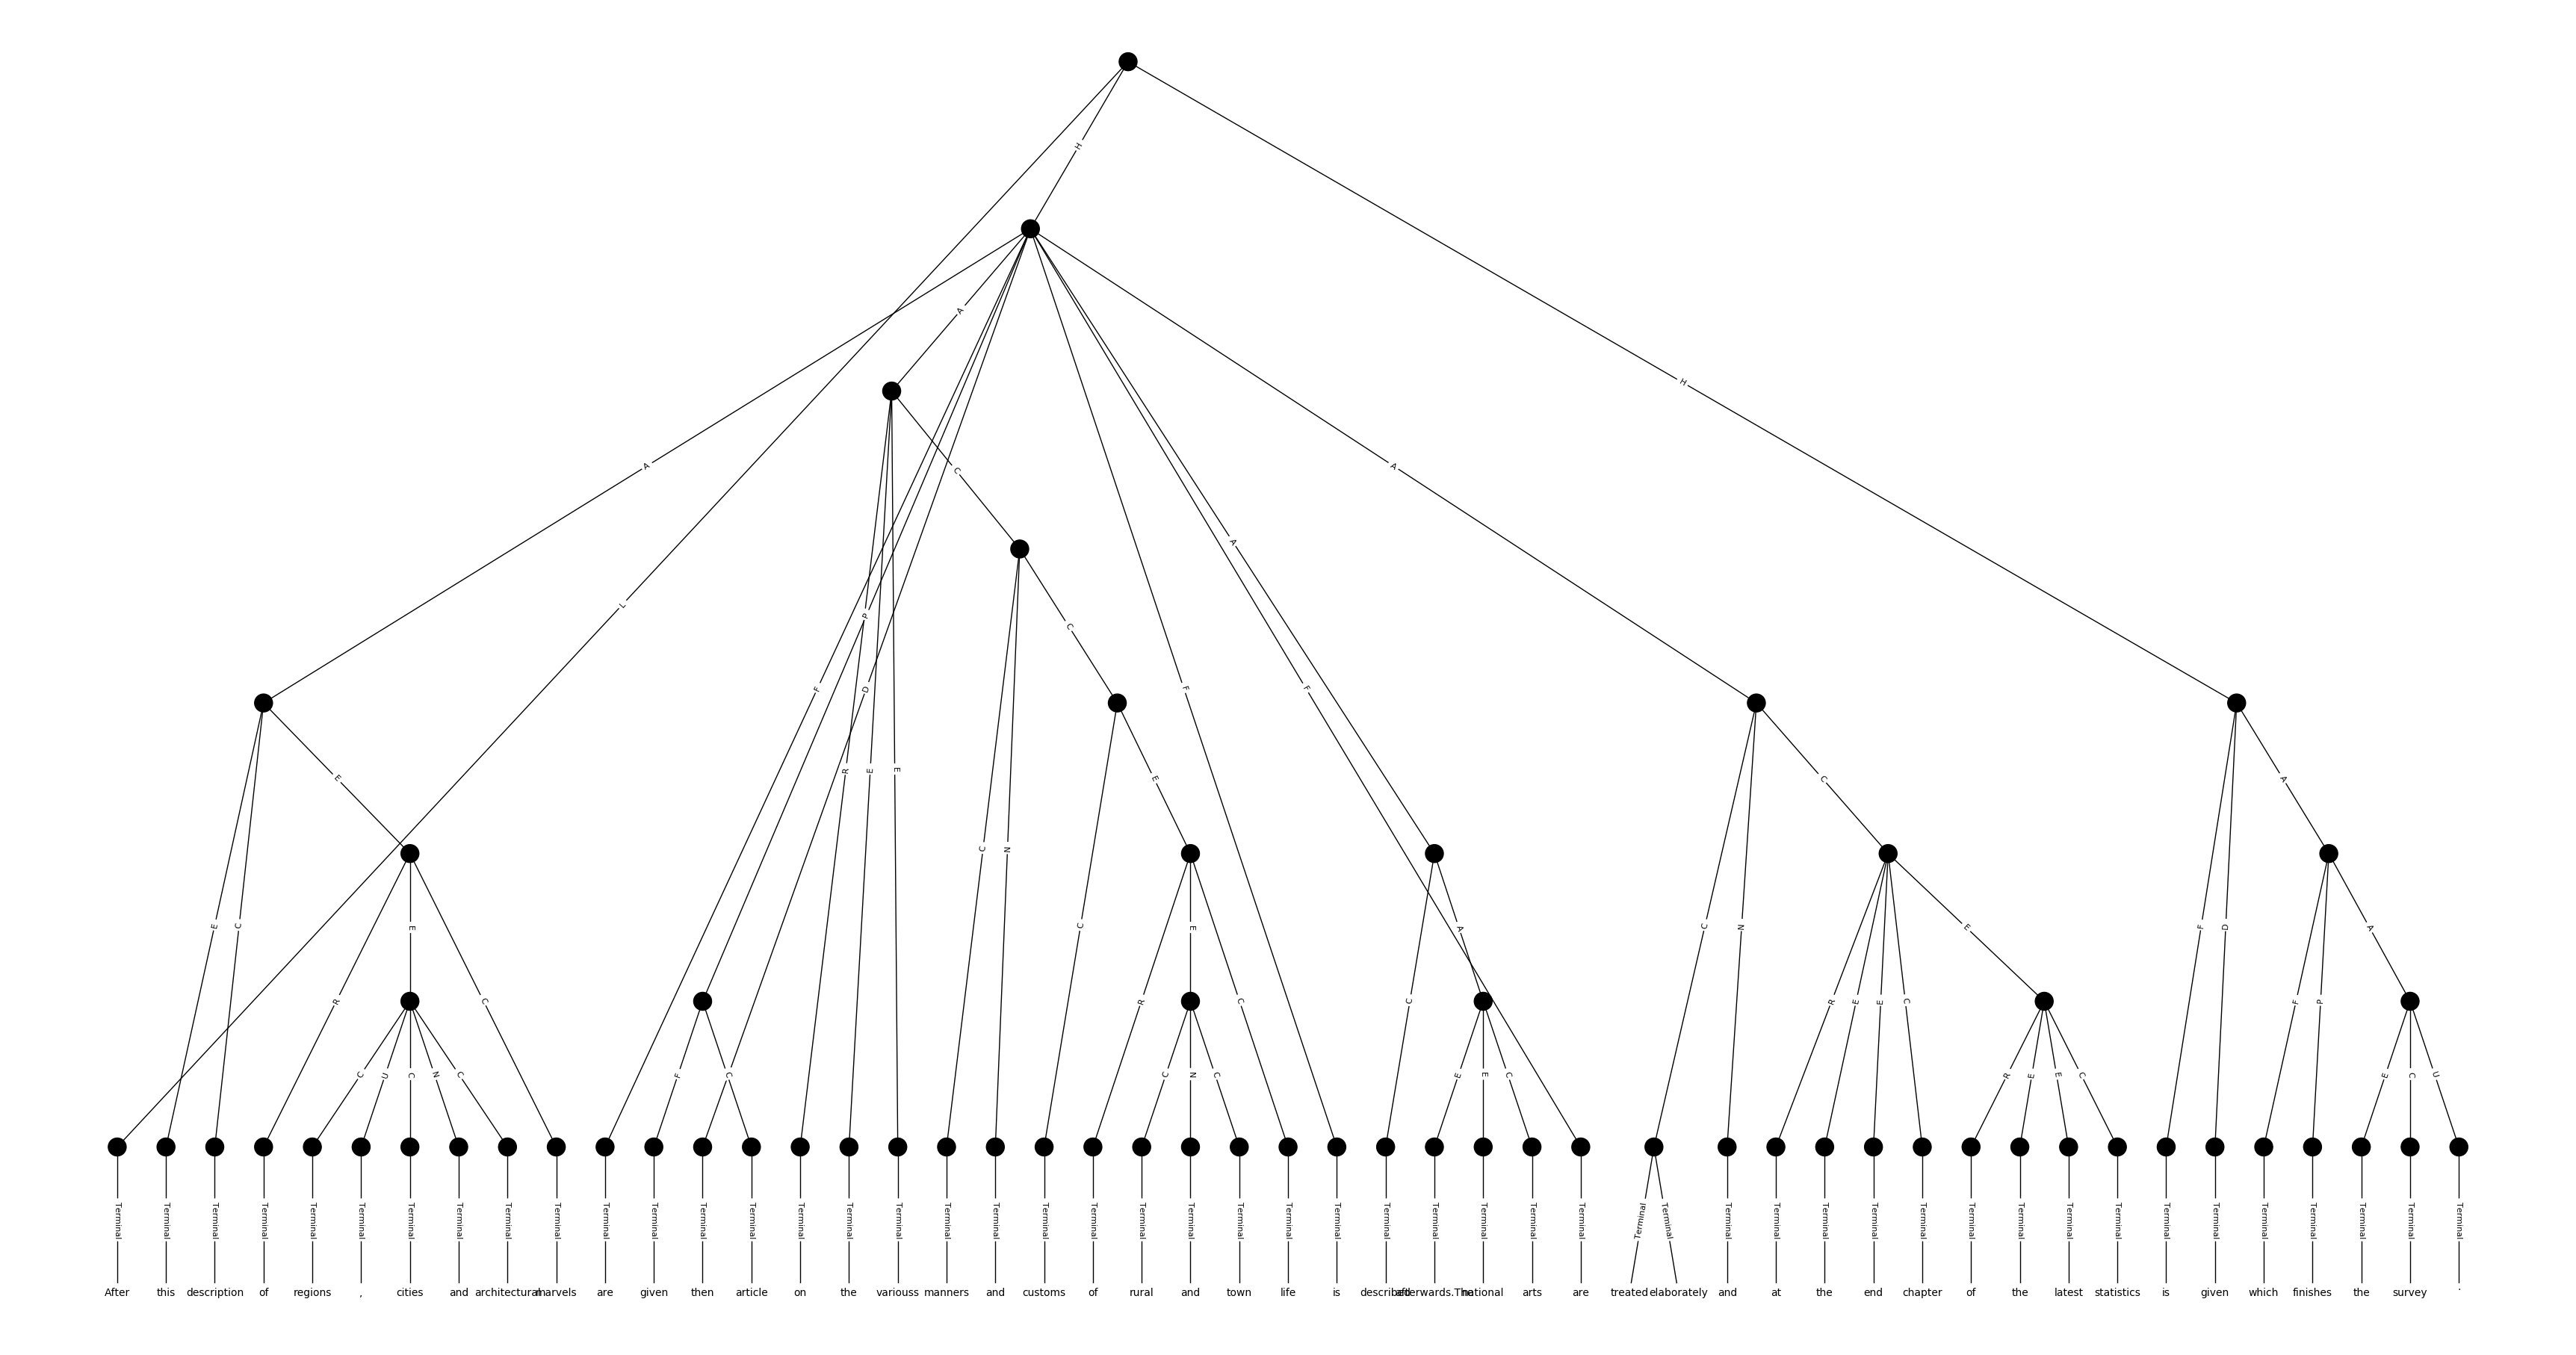 H
A
H
A C A
A
L P C
F D F F
E R E E E C A
C N
E C E C E A C N E F D A
R C R C C R E E C F P
C U C N C F C C N C E E C R E E C E C U
Terminal Terminal Terminal Terminal Terminal Terminal Terminal Terminal Terminal Terminal Terminal Terminal Terminal Terminal Terminal Terminal Terminal Terminal Terminal Terminal Terminal Terminal Terminal Terminal Terminal Terminal Terminal Terminal Terminal Terminal Terminal Terminal Terminal Terminal Terminal Terminal Terminal Terminal Terminal Terminal Terminal Terminal Terminal Terminal Terminal Terminal Terminal Terminal Terminal
After this description of regions , cities and architectural marvels are given then article on the variouss manners and customs of rural and town life is described afterwards.The national arts are treated elaborately and at the end chapter of the latest statistics is given which finishes the survey .